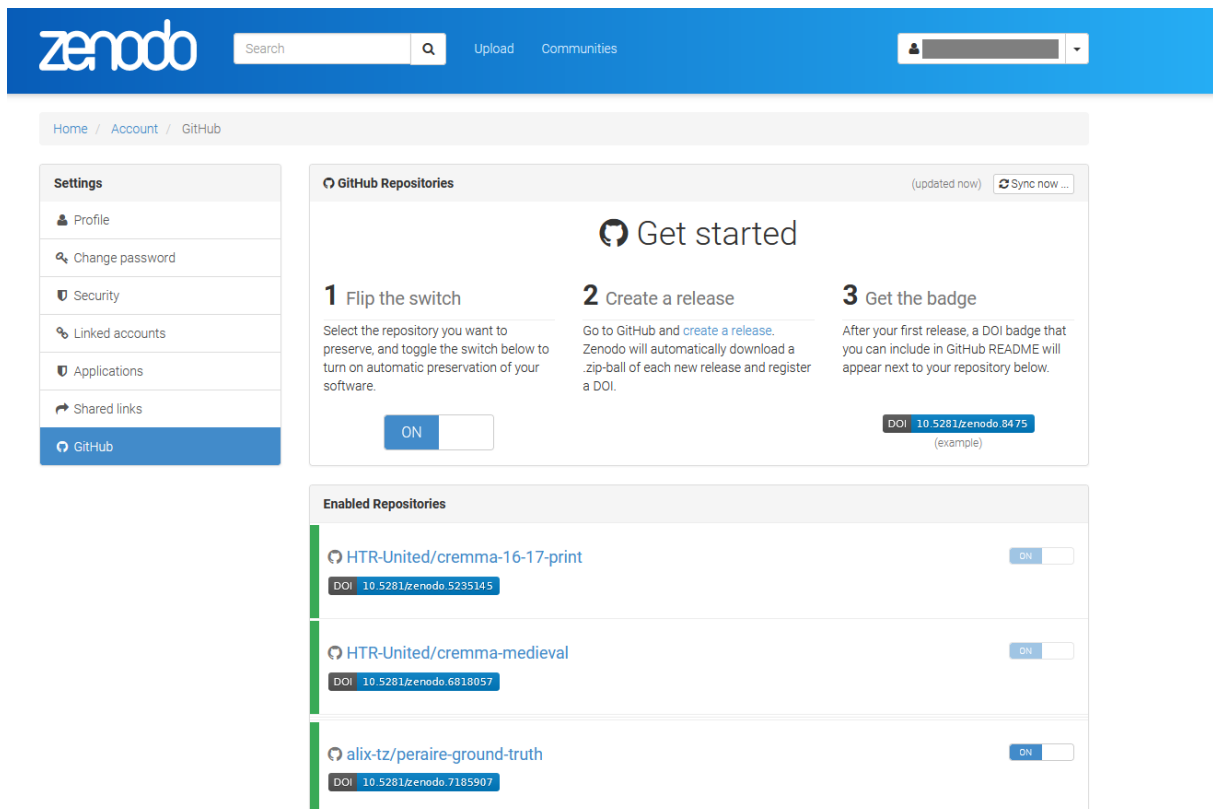 zenodo
Search
Upload Communities
Home / Account / GitHub
Settings
Profile
Change password
Security
Linked accounts
Applications
Shared links
GitHub
GitHub Repositories (updated now) Sync now ...
Get started
1 Flip the switch
Select the repository you want to
preserve, and toggle the switch below to
turn on automatic preservation of your
software.
ON
2 Create a release
Go to GitHub and create a release.
Zenodo will automatically download a
.zip-ball of each new release and register
a DOI.
3 Get the badge
After your first release, a DOI badge that
you can include in GitHub README will
appear next to your repository below.
DOI 10.5281/zenodo.8475
(example)
Enabled Repositories
HTR-United/cremma-16-17-print ON
DOI 10.5281/zenodo.5235145
HTR-United/cremma-medieval ON
DOI 10.5281/zenodo.6818057
alix-tz/peraire-ground-truth ON
DOI 10.5281/zenodo.7185907